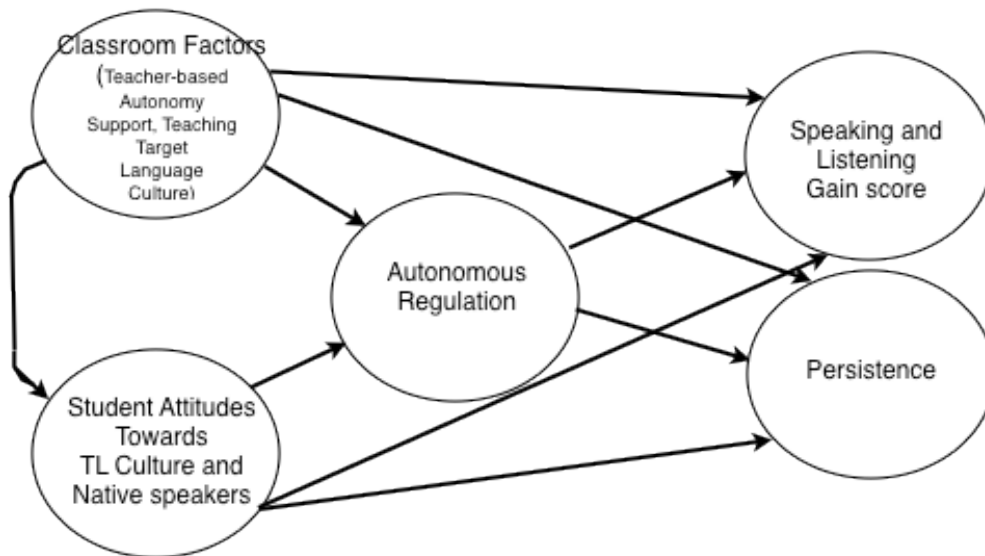 Classroom Factors
(Teacher-based
Autonomy
Support, Teaching
Target
Language
Culture)
Speaking and
Listening
Gain score
Autonomous
Regulation
Persistence
Student Attitudes
Towards
TL Culture and
Native speakers